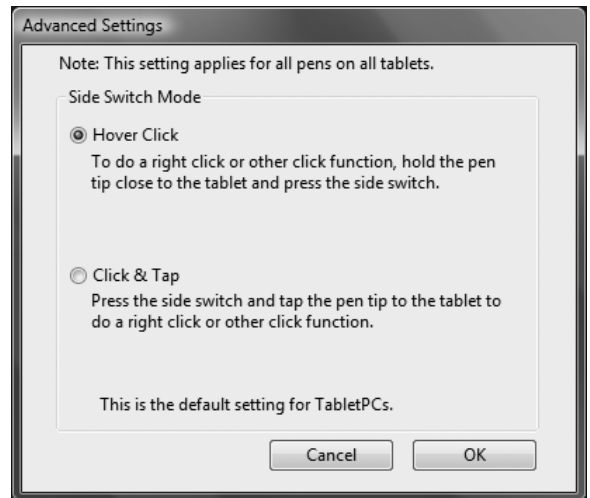 Advanced Settings
Note: This setting applies for all pens on all tablets.
Side Switch Mode
Hover Click
To do a right click or other click function, hold the pen
tip close to the tablet and press the side switch.
Click & Tap
Press the side switch and tap the pen tip to the tablet to
do a right click or other click function.
This is the default setting for TabletPCs.
Cancel
OK